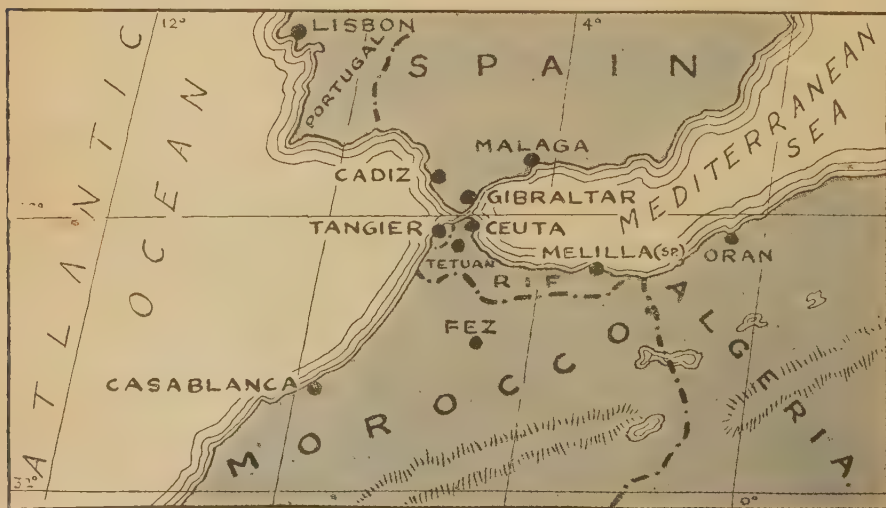 12°
4°
LISBON
PORTUGAL
SPAIN
ATLANTIC
OCEAN
MEDITERRANEAN
SEA
MALAGA
CADIZ
GIBRALTAR
TANGIER
CEUTA
TETUAN
MELILLA (SP.)
ORAN
RIF
FEZ
CASABLANCA
MOROCCO
ALGERIA
0°